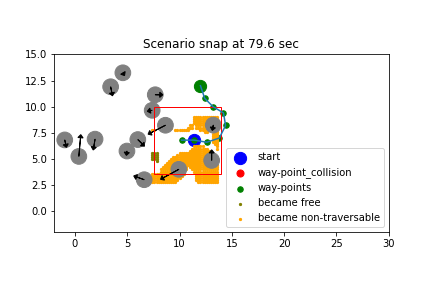 Scenario snap at 79.6 sec
15.0
12.5
10.0
7.5
5.0
2.5
0.0
0 5 10 15 20 25 30
start
way-point_collision
way-points
became free
became non-traversable